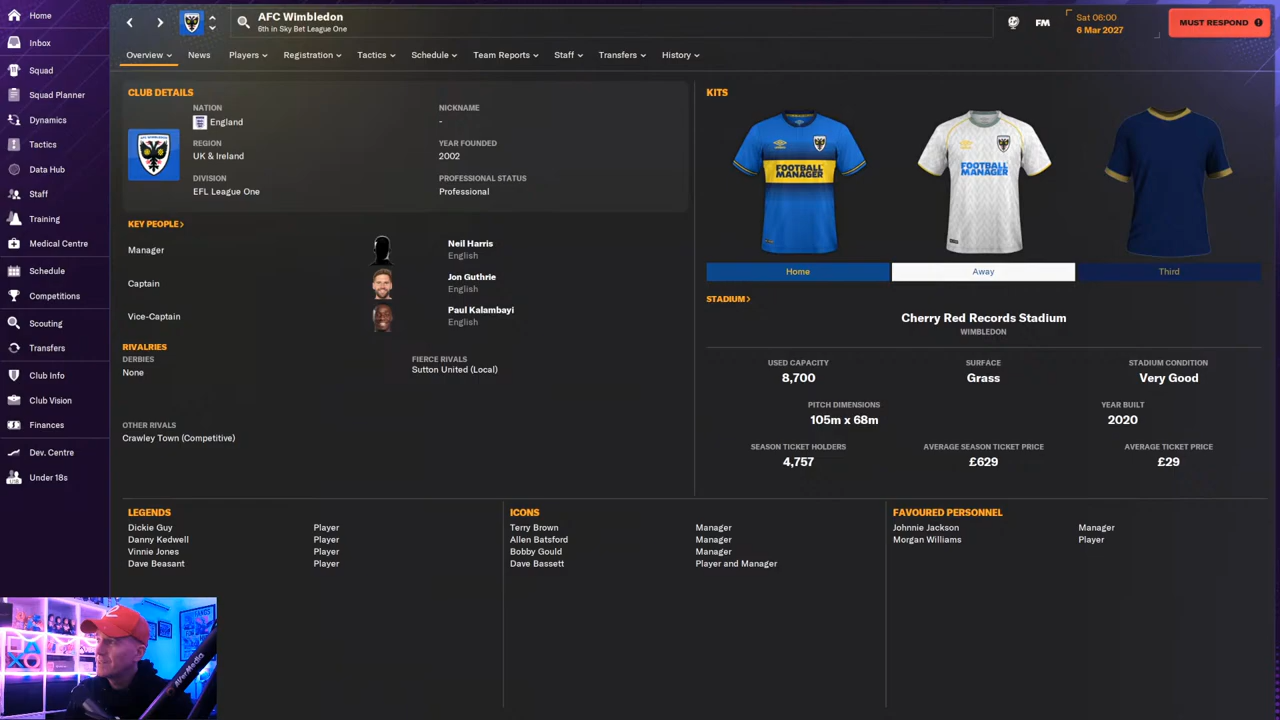 Home
Inbox
Squad
Squad Planner
Dynamics
Tactics
Data Hub
Staff
Training
Medical Centre
Schedule
Competitions
Scouting
Transfers
Club Info
Club Vision
Finances
Dev. Centre
Under 18s
AFC Wimbledon
6th in Sky Bet League One
FM
Sat 06:00
6 Mar 2027
MUST RESPOND
Overview
News
Players
Registration
Tactics
Schedule
Team Reports
Staff
Transfers
History
CLUB DETAILS
NATION
England
NICKNAME
-
REGION
UK & Ireland
YEAR FOUNDED
2002
DIVISION
EFL League One
PROFESSIONAL STATUS
Professional
KEY PEOPLE >
Manager
Neil Harris
English
Captain
Jon Guthrie
English
Vice-Captain
Paul Kalambayi
English
RIVALRIES
DERBIES
None
FIERCE RIVALS
Sutton United (Local)
OTHER RIVALS
Crawley Town (Competitive)
KITS
FOOTBALL
MANAGER
FOOTBALL
MANAGER
Home
Away
Third
STADIUM >
Cherry Red Records Stadium
WIMBLEDON
USED CAPACITY
8,700
SURFACE
Grass
STADIUM CONDITION
Very Good
PITCH DIMENSIONS
105m x 68m
YEAR BUILT
2020
SEASON TICKET HOLDERS
4,757
AVERAGE SEASON TICKET PRICE
£629
AVERAGE TICKET PRICE
£29
LEGENDS
Dickie Guy Player
Danny Kedwell Player
Vinnie Jones Player
Dave Beasant Player
ICONS
Terry Brown Manager
Allen Batsford Manager
Bobby Gould Manager
Dave Bassett Player and Manager
FAVOURED PERSONNEL
Johnnie Jackson Manager
Morgan Williams Player
AVerMedia